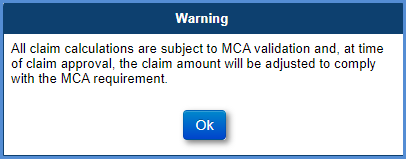 Warning
All claim calculations are subject to MCA validation and, at time
of claim approval, the claim amount will be adjusted to comply
with the MCA requirement.
Ok